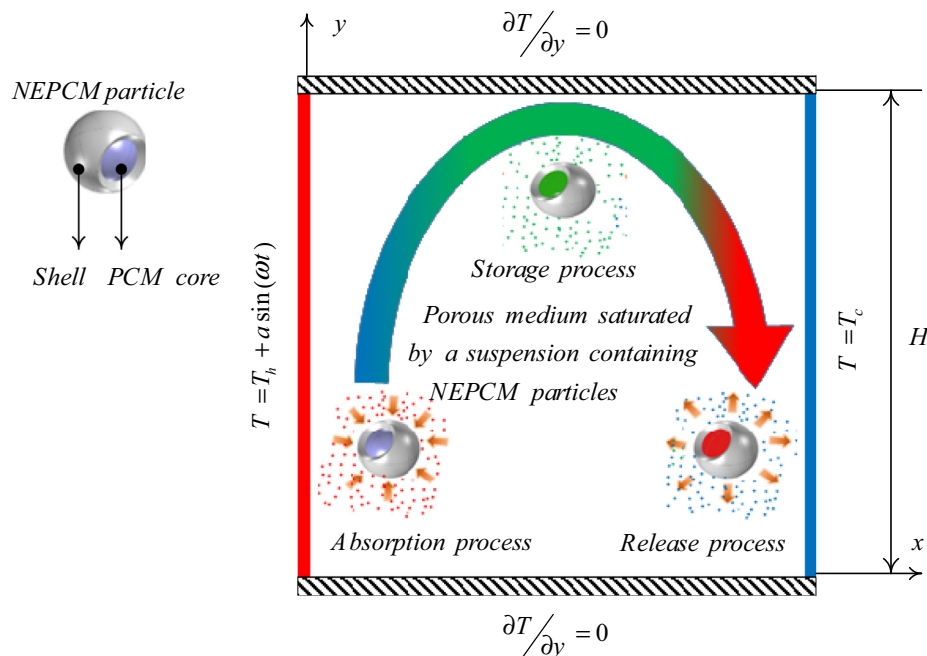 y
∂T/∂y = 0
NEPCM particle
Shell PCM core
T = T_h + a sin(ωt)
Storage process
Porous medium saturated
by a suspension containing
NEPCM particles
T = T_c
H
Absorption process
Release process
x
∂T/∂y = 0